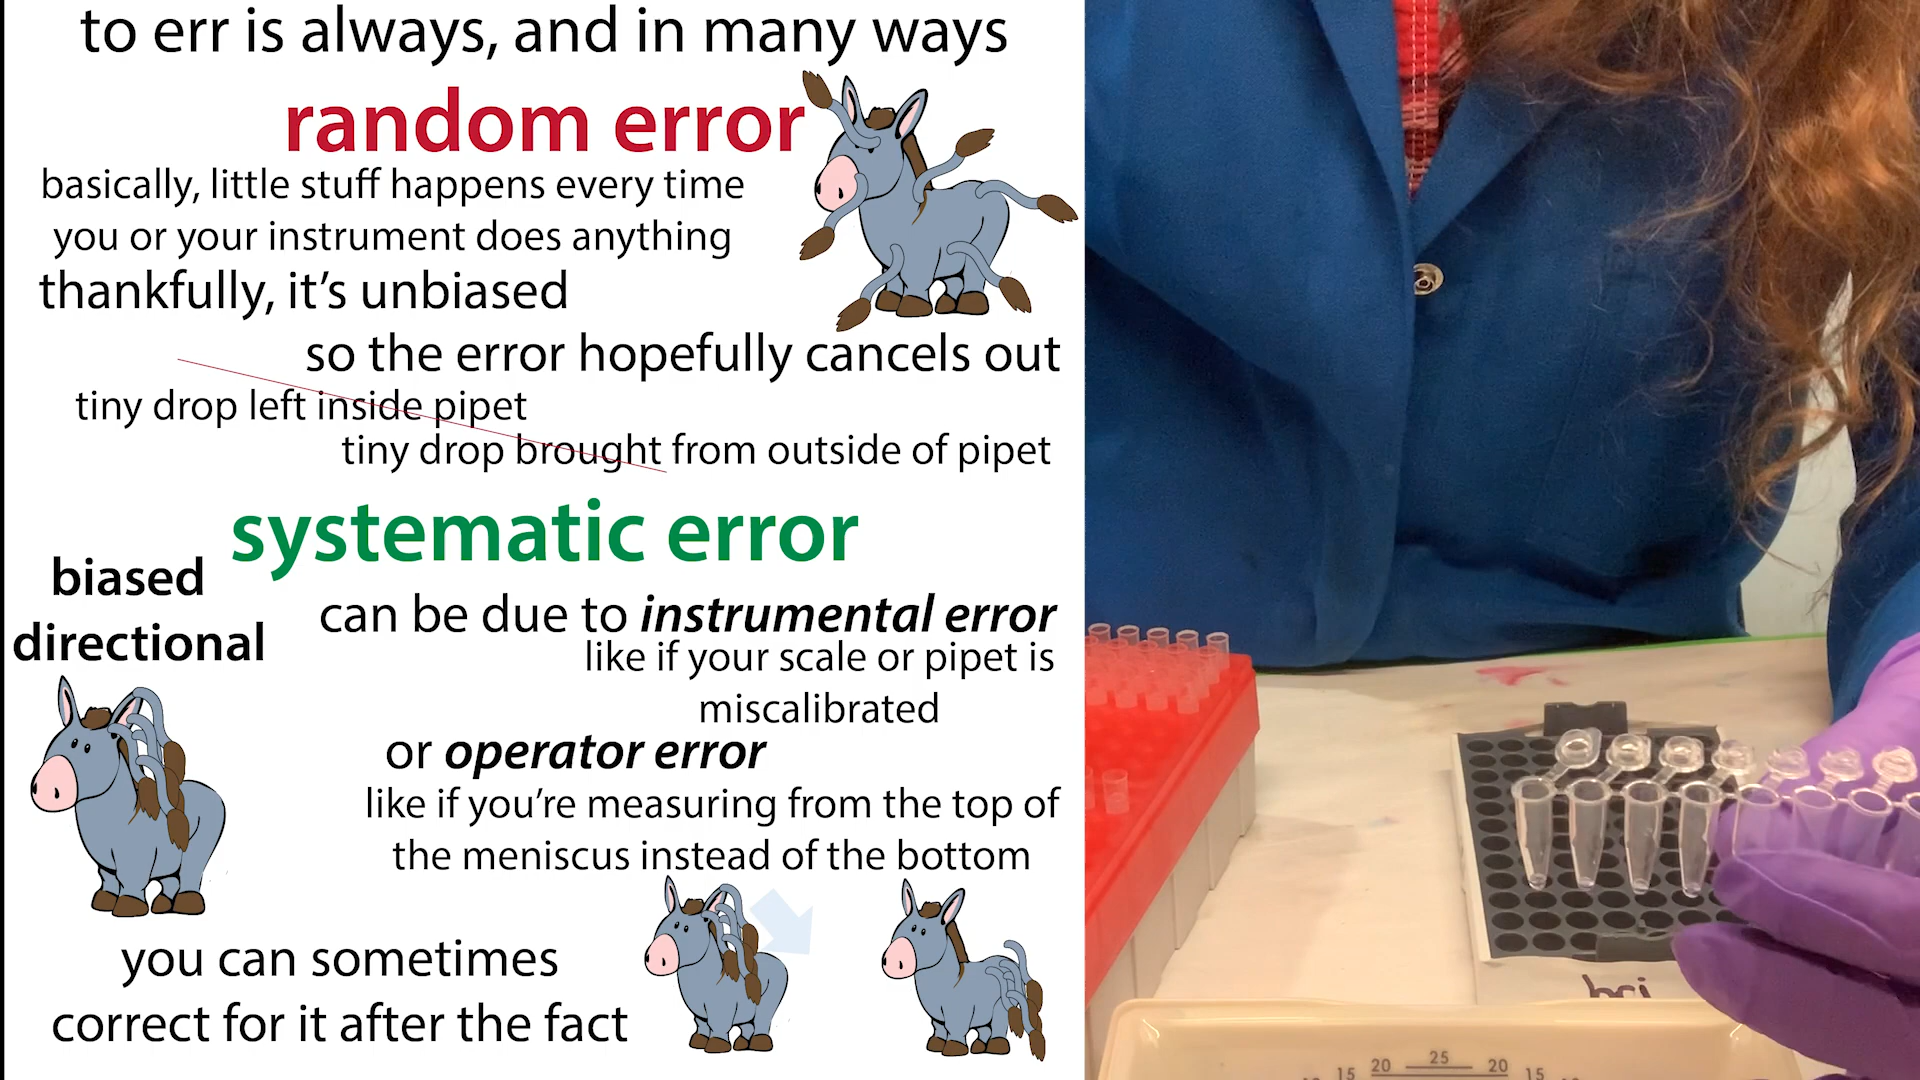 to err is always, and in many ways
random error
basically, little stuff happens every time
you or your instrument does anything
thankfully, it's unbiased
so the error hopefully cancels out
tiny drop left inside pipet
tiny drop brought from outside of pipet
systematic error
biased
directional
can be due to instrumental error
like if your scale or pipet is
miscalibrated
or operator error
like if you're measuring from the top of
the meniscus instead of the bottom
you can sometimes
correct for it after the fact
15 20 25 20 15